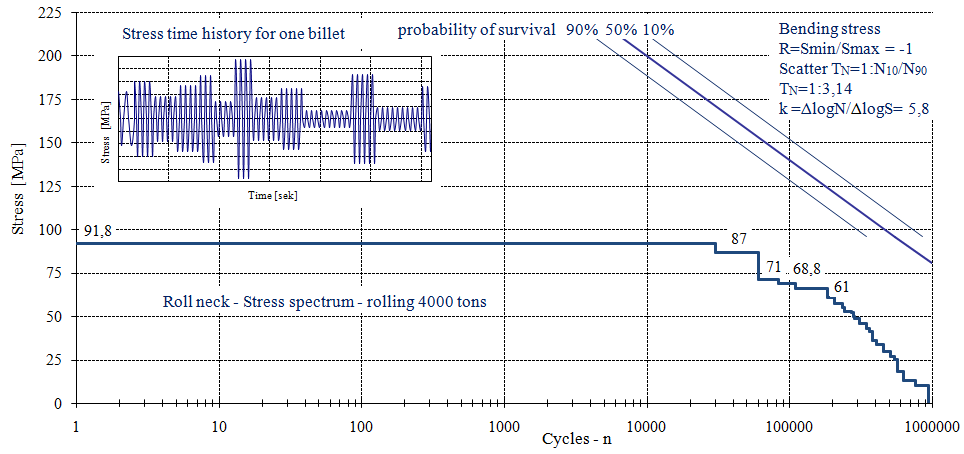 Stress time history for one billet
Stress [MPa]
Time [sek]
probability of survival 90% 50% 10%
Bending stress
R=Smin/Smax = -1
Scatter TN=1:N10/N90
TN=1:3,14
k =ΔlogN/ΔlogS= 5,8
Stress [MPa]
225
200
175
150
125
100
75
50
25
0
91,8
87
71
68,8
61
Roll neck - Stress spectrum - rolling 4000 tons
1
10
100
1000
10000
100000
1000000
Cycles - n